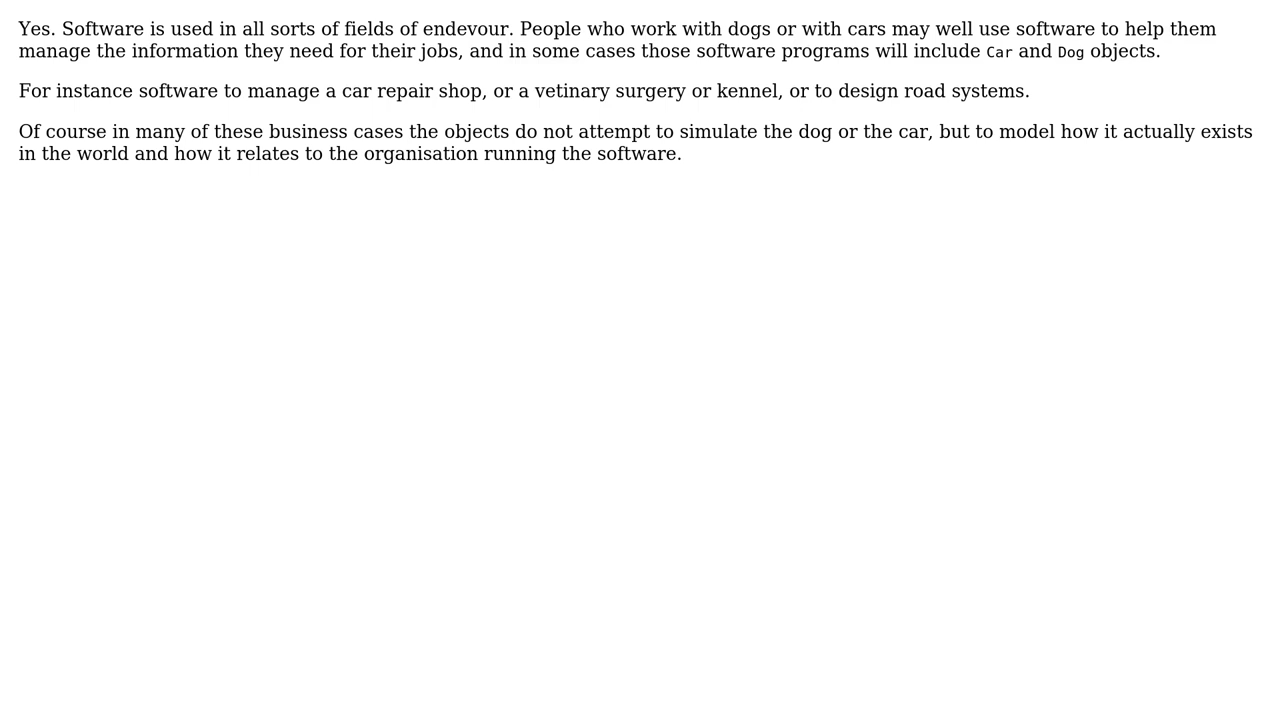 Yes. Software is used in all sorts of fields of endevour. People who work with dogs or with cars may well use software to help them
manage the information they need for their jobs, and in some cases those software programs will include Car and Dog objects.
For instance software to manage a car repair shop, or a vetinary surgery or kennel, or to design road systems.
Of course in many of these business cases the objects do not attempt to simulate the dog or the car, but to model how it actually exists
in the world and how it relates to the organisation running the software.